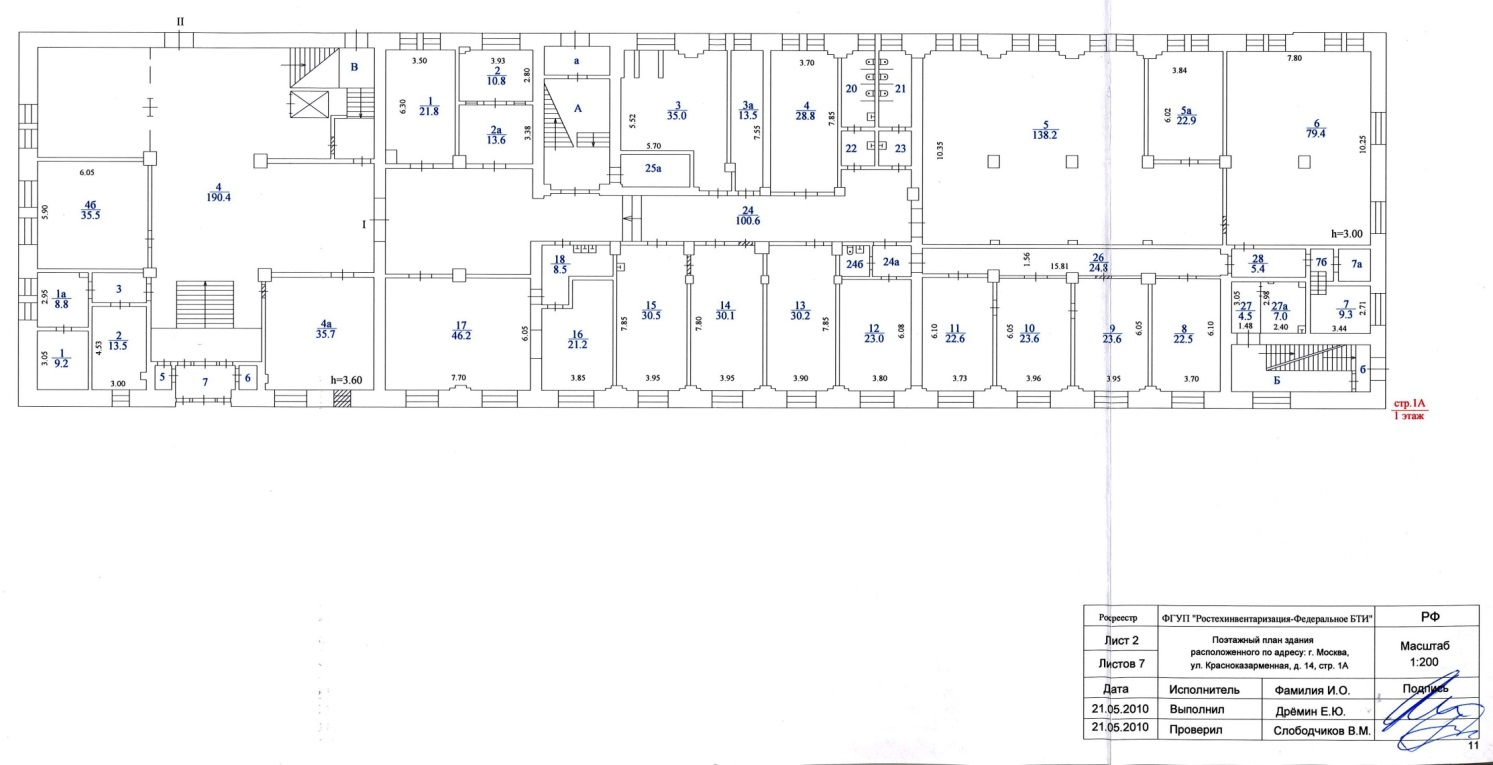 II
В
а
А
I
3.50
1
21.8
6.30
3.93
2
10.8
2.80
2а
13.6
3.38
3
35.0
5.52
5.70
25а
3а
13.5
7.55
3.70
4
28.8
7.85
20
21
22
23
5
138.2
10.35
3.84
5а
22.9
6.02
7.80
6
79.4
10.25
h=3.00
6.05
4б
35.5
5.90
4
190.4
24
100.6
1а
8.8
2.95
3
1
9.2
3.05
2
13.5
4.53
3.00
5
7
6
4а
35.7
h=3.60
17
46.2
6.05
7.70
18
8.5
16
21.2
3.85
15
30.5
7.85
3.95
14
30.1
7.80
3.95
13
30.2
7.85
3.90
24б
24а
12
23.0
6.08
3.80
1.56
15.81
26
24.8
11
22.6
6.10
3.73
10
23.6
6.05
3.96
9
23.6
6.05
3.95
8
22.5
6.10
3.70
28
5.4
7б
7а
27
4.5
3.05
1.48
27а
7.0
2.98
2.40
7
9.3
2.71
3.44
Б
б
стр.1А
1 этаж
Росреестр
ФГУП "Ростехинвентаризация-Федеральное БТИ"
РФ
Лист 2
Листов 7
Поэтажный план здания
расположенного по адресу: г. Москва,
ул. Красноказарменная, д. 14, стр. 1А
Масштаб
1:200
Дата
Исполнитель
Фамилия И.О.
Подпись
21.05.2010
Выполнил
Дрёмин Е.Ю.
21.05.2010
Проверил
Слободчиков В.М.
11